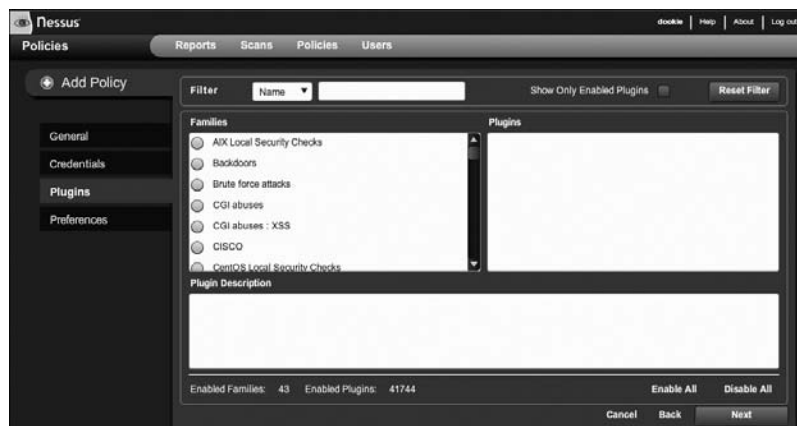 Nessus
dookie | Help | About | Log out
Policies
Reports Scans Policies Users
Add Policy
Filter Name Show Only Enabled Plugins Reset Filter
General
Credentials
Plugins
Preferences
Families
AIX Local Security Checks
Backdoors
Brute force attacks
CGI abuses
CGI abuses : XSS
CISCO
CentOS Local Security Checks
Plugins
Plugin Description
Enabled Families: 43 Enabled Plugins: 41744 Enable All Disable All
Cancel Back Next